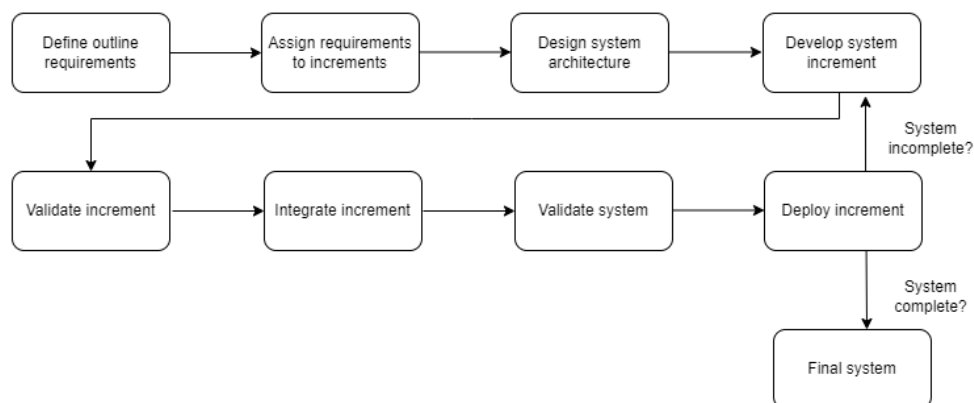 Define outline
requirements
Assign requirements
to increments
Design system
architecture
Develop system
increment
System
incomplete?
Validate increment
Integrate increment
Validate system
Deploy increment
System
complete?
Final system